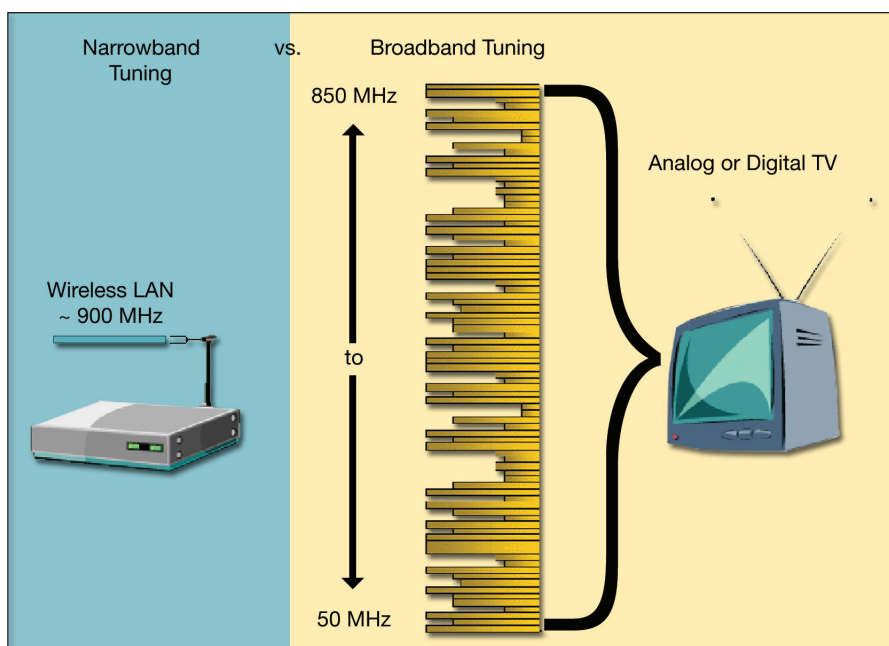 Narrowband vs. Broadband Tuning
Tuning
850 MHz
Analog or Digital TV
Wireless LAN
~ 900 MHz
to
50 MHz